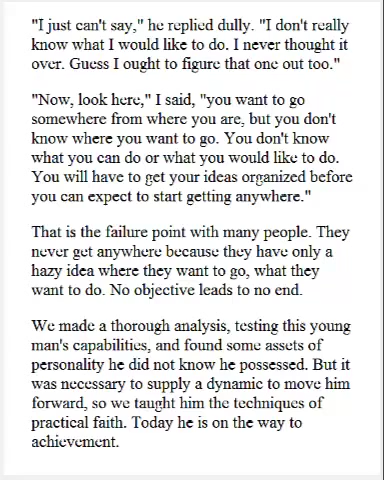 "I just can't say," he replied dully. "I don't really
know what I would like to do. I never thought it
over. Guess I ought to figure that one out too."
"Now, look here," I said, "you want to go
somewhere from where you are, but you don't
know where you want to go. You don't know
what you can do or what you would like to do.
You will have to get your ideas organized before
you can expect to start getting anywhere."
That is the failure point with many people. They
never get anywhere because they have only a
hazy idea where they want to go, what they
want to do. No objective leads to no end.
We made a thorough analysis, testing this young
man's capabilities, and found some assets of
personality he did not know he possessed. But it
was necessary to supply a dynamic to move him
forward, so we taught him the techniques of
practical faith. Today he is on the way to
achievement.